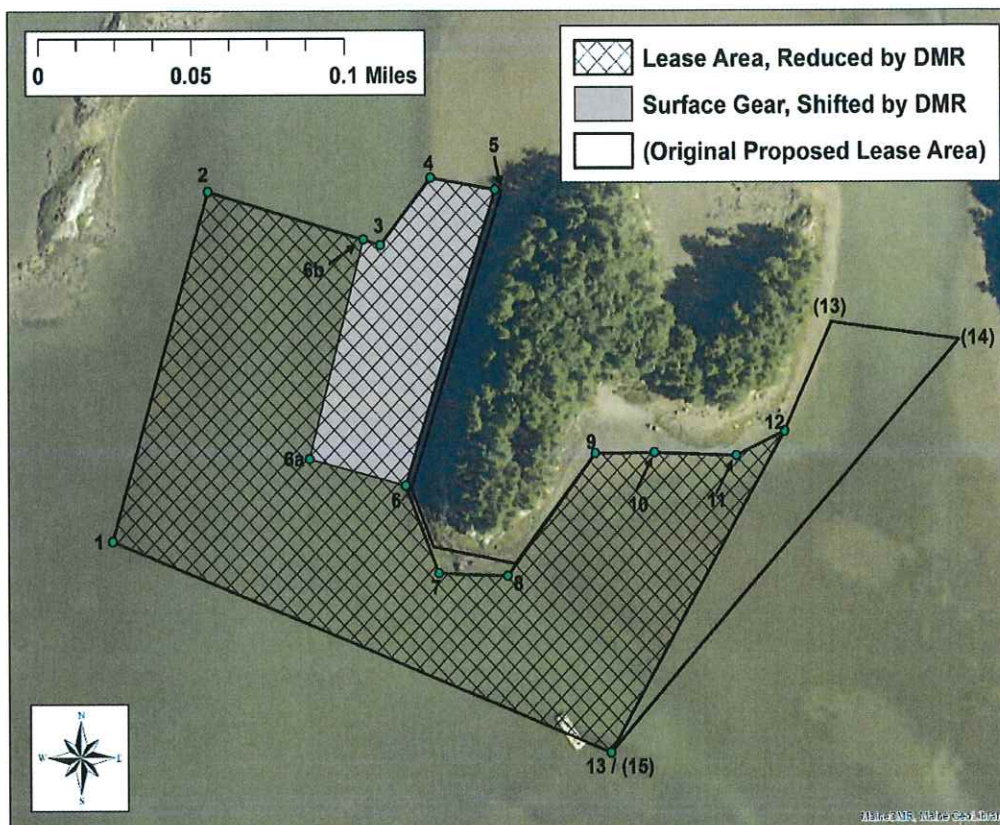 0 0.05 0.1 Miles
Lease Area, Reduced by DMR
Surface Gear, Shifted by DMR
(Original Proposed Lease Area)
5
4
2
3
6b
(13)
(14)
12
9
6a
10
11
6
1
7
8
13 / (15)
N
W E
S